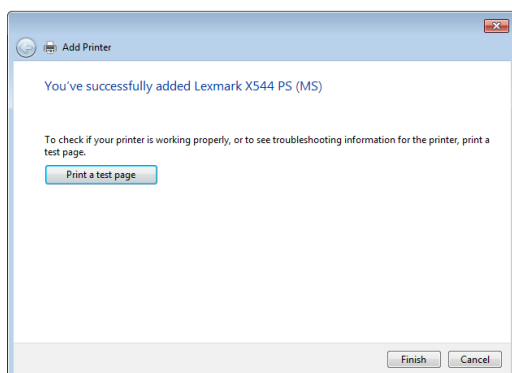 Add Printer
You've successfully added Lexmark X544 PS (MS)
To check if your printer is working properly, or to see troubleshooting information for the printer, print a
test page.
Print a test page
Finish
Cancel